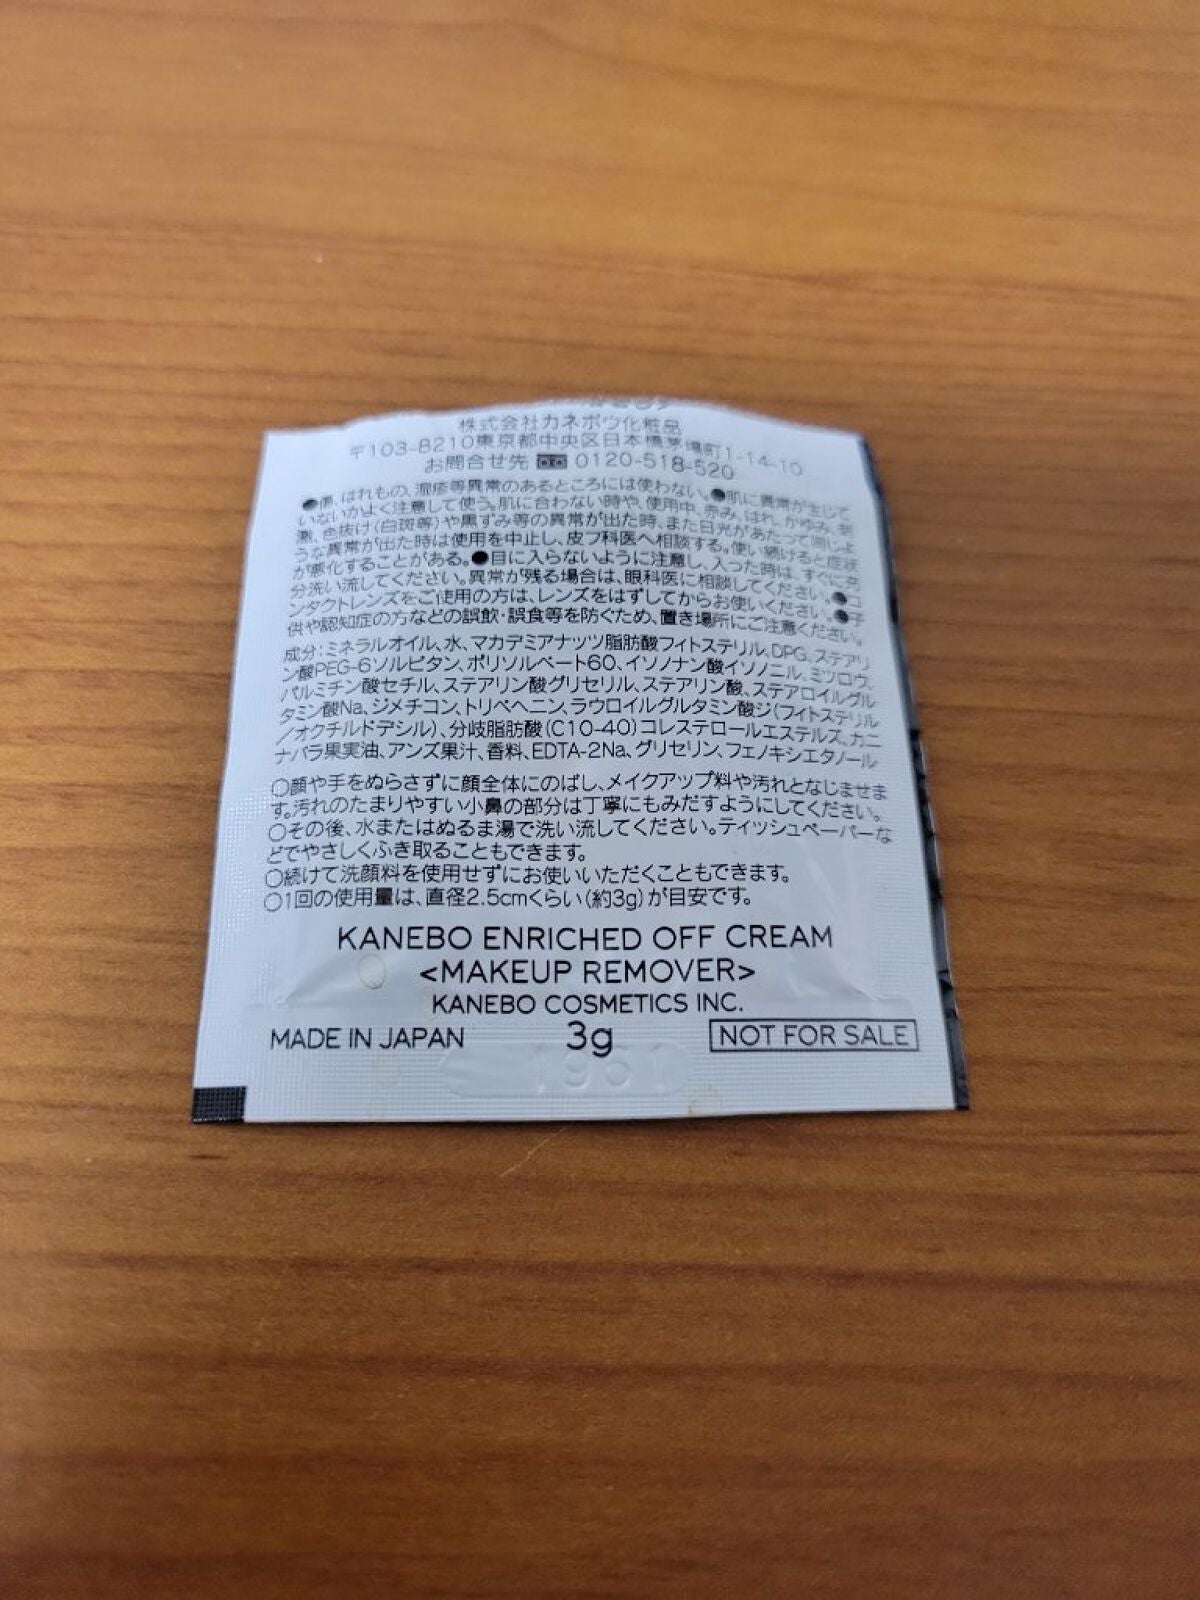 株式会社カネボウ化粧品
〒103-8210東京都中央区日本橋茅場町1-14-10
お問合せ先 0120-518-520
●傷、はれもの、湿疹等異常のあるところには使わない。●肌に異常が生じて
いないかよく注意して使う。肌に合わない時や、使用中、赤み、はれ、かゆみ、刺
激、色抜け(白斑等)や黒ずみ等の異常が出た時、また日光があたって同じよ
うな異常が出た時は使用を中止し、皮フ科医へ相談する。使い続けると症状
が悪化することがある。●目に入らないように注意し、入った時は、すぐに充
分洗い流してください。異常が残る場合は、眼科医に相談してください。●コ
ンタクトレンズをご使用の方は、レンズをはずしてからお使いください。●子
供や認知症の方などの誤飲・誤食等を防ぐため、置き場所にご注意ください。
成分:ミネラルオイル、水、マカデミアナッツ脂肪酸フィトステリル、DPG、ステアリ
ン酸PEG-6ソルビタン、ポリソルベート60、イソノナン酸イソノニル、ミツロウ、
パルミチン酸セチル、ステアリン酸グリセリル、ステアリン酸、ステアロイルグル
タミン酸Na、ジメチコン、トリベヘニン、ラウロイルグルタミン酸ジ(フィトステリル
/オクチルドデシル)、分岐脂肪酸(C10-40)コレステロールエステルズ、カニ
ナバラ果実油、アンズ果汁、香料、EDTA-2Na、グリセリン、フェノキシエタノール
○顔や手をぬらさずに顔全体にのばし、メイクアップ料や汚れとなじませま
す。汚れのたまりやすい小鼻の部分は丁寧にもみだすようにしてください。
○その後、水またはぬるま湯で洗い流してください。ティッシュペーパーな
どでやさしくふき取ることもできます。
○続けて洗顔料を使用せずにお使いいただくこともできます。
○1回の使用量は、直径2.5cmくらい(約3g)が目安です。
KANEBO ENRICHED OFF CREAM
<MAKEUP REMOVER>
KANEBO COSMETICS INC.
MADE IN JAPAN 3g NOT FOR SALE
1961